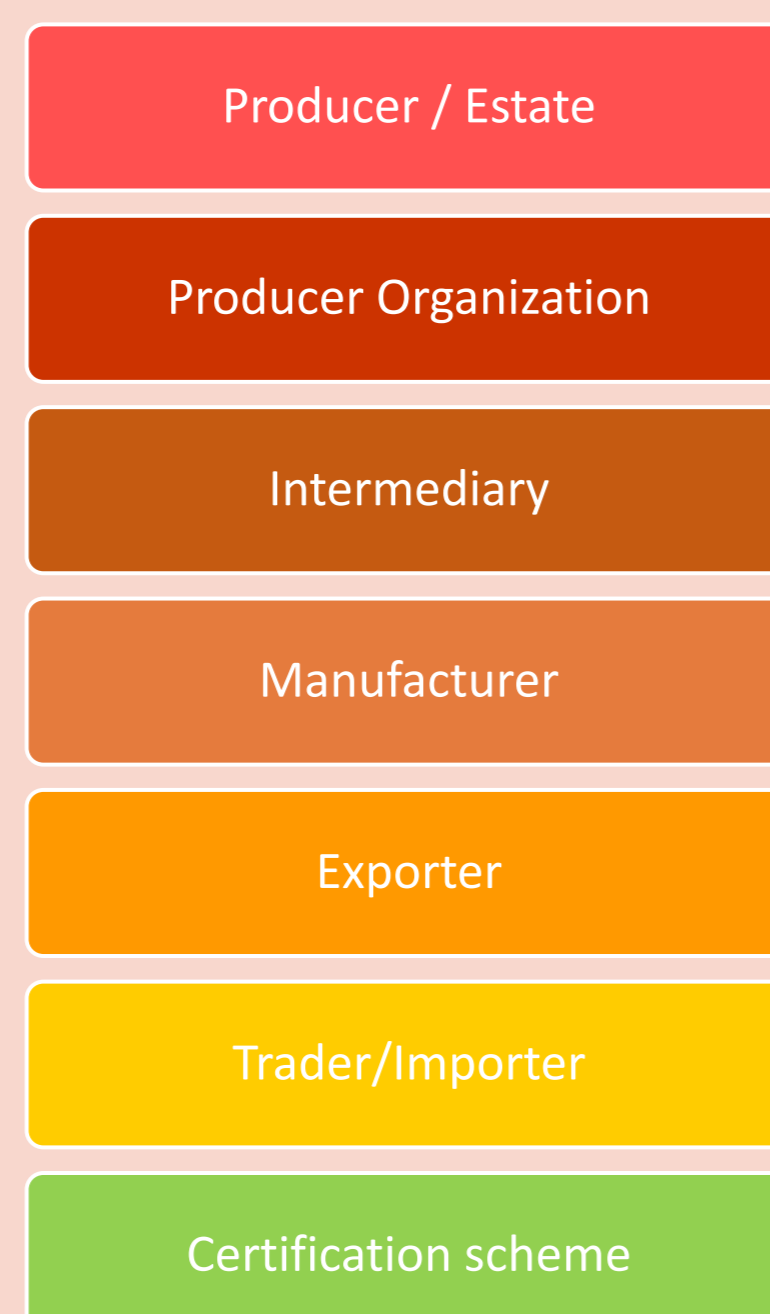 Producer / Estate
Producer Organization
Intermediary
Manufacturer
Exporter
Trader/Importer
Certification scheme